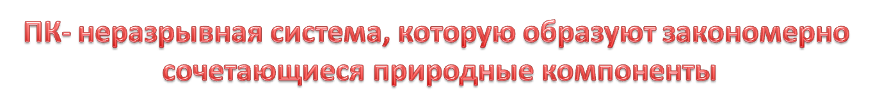 ПК- неразрывная система, которую образуют закономерно
сочетающиеся природные компоненты